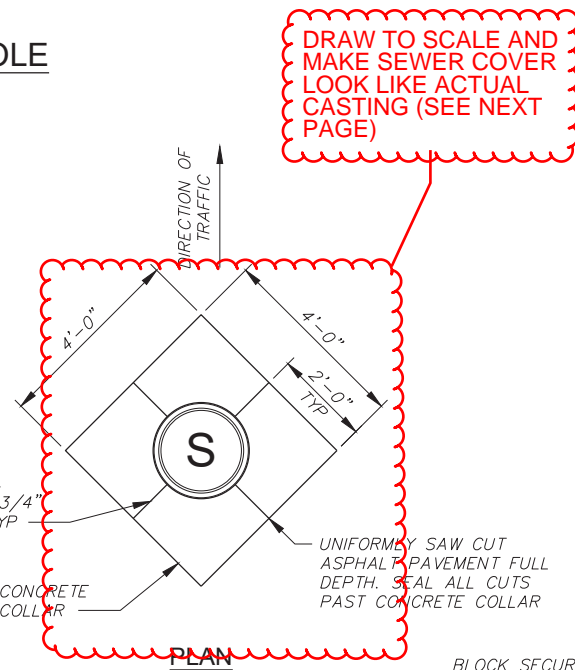 OLE
DRAW TO SCALE AND
MAKE SEWER COVER
LOOK LIKE ACTUAL
CASTING (SEE NEXT
PAGE)
DIRECTION OF
TRAFFIC
4'-0"
4'-0"
2'-0"
TYP
S
3/4"
YP
UNIFORMLY SAW CUT
ASPHALT PAVEMENT FULL
DEPTH. SEAL ALL CUTS
PAST CONCRETE COLLAR
CONCRETE
COLLAR
PLAN
BLOCK SECUR